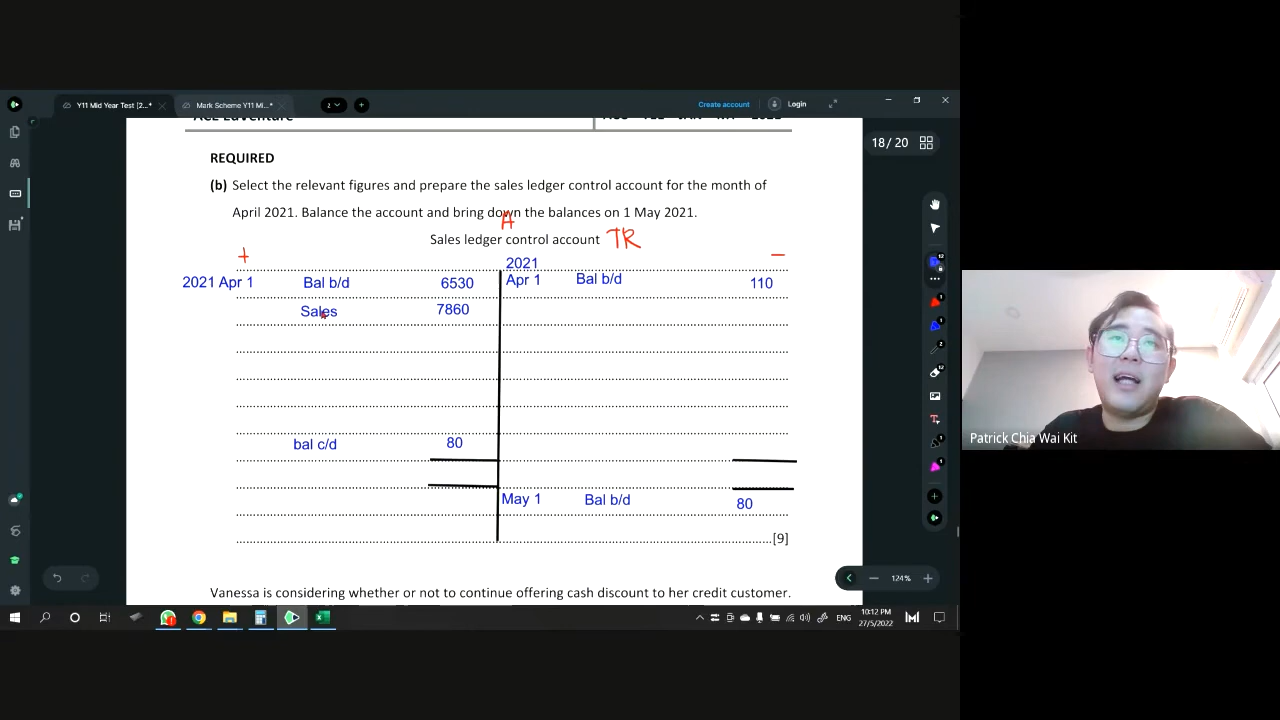 Y11 Mid Year Test [2...*
Mark Scheme Y11 Mi...*
2
Create account
Login
18 / 20
REQUIRED
(b) Select the relevant figures and prepare the sales ledger control account for the month of
April 2021. Balance the account and bring down the balances on 1 May 2021.
A
Sales ledger control account TR
+ −
2021
2021 Apr 1 Bal b/d 6530 Apr 1 Bal b/d 110
Sales 7860
bal c/d 80
May 1 Bal b/d 80
[9]
Vanessa is considering whether or not to continue offering cash discount to her credit customer.
124%
Patrick Chia Wai Kit
ENG
10:12 PM
27/5/2022